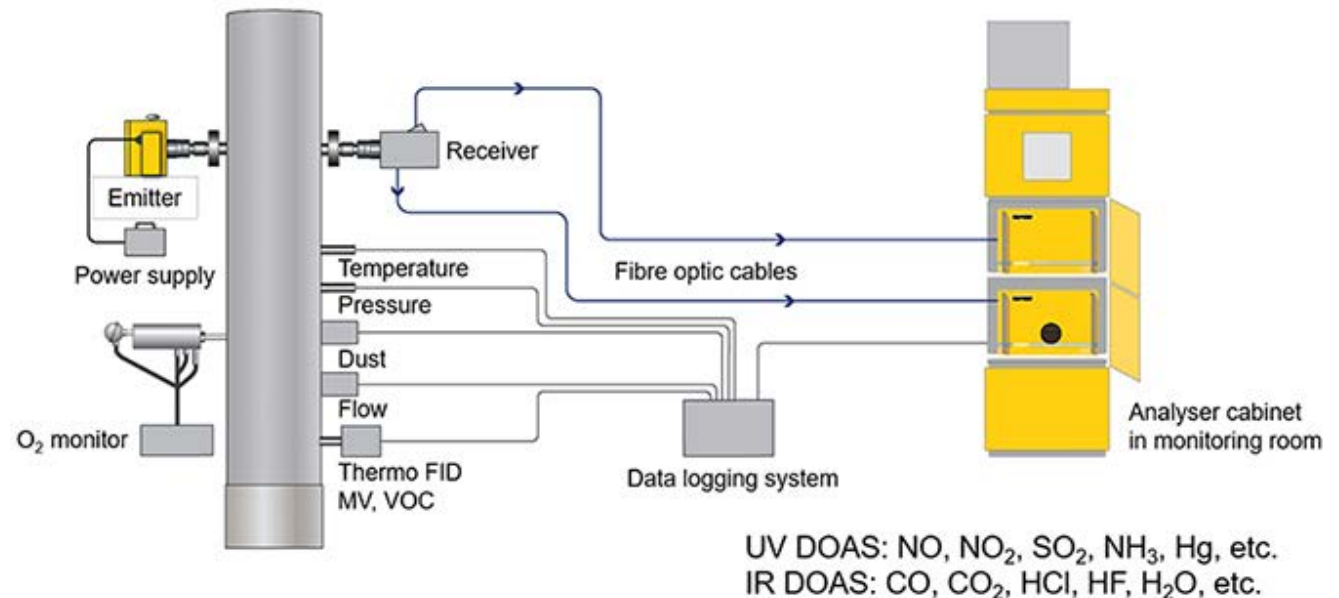 Receiver
Emitter
Power supply
Temperature
Fibre optic cables
Pressure
Dust
Flow
O₂ monitor
Thermo FID
MV, VOC
Data logging system
Analyser cabinet
in monitoring room
UV DOAS: NO, NO₂, SO₂, NH₃, Hg, etc.
IR DOAS: CO, CO₂, HCl, HF, H₂O, etc.